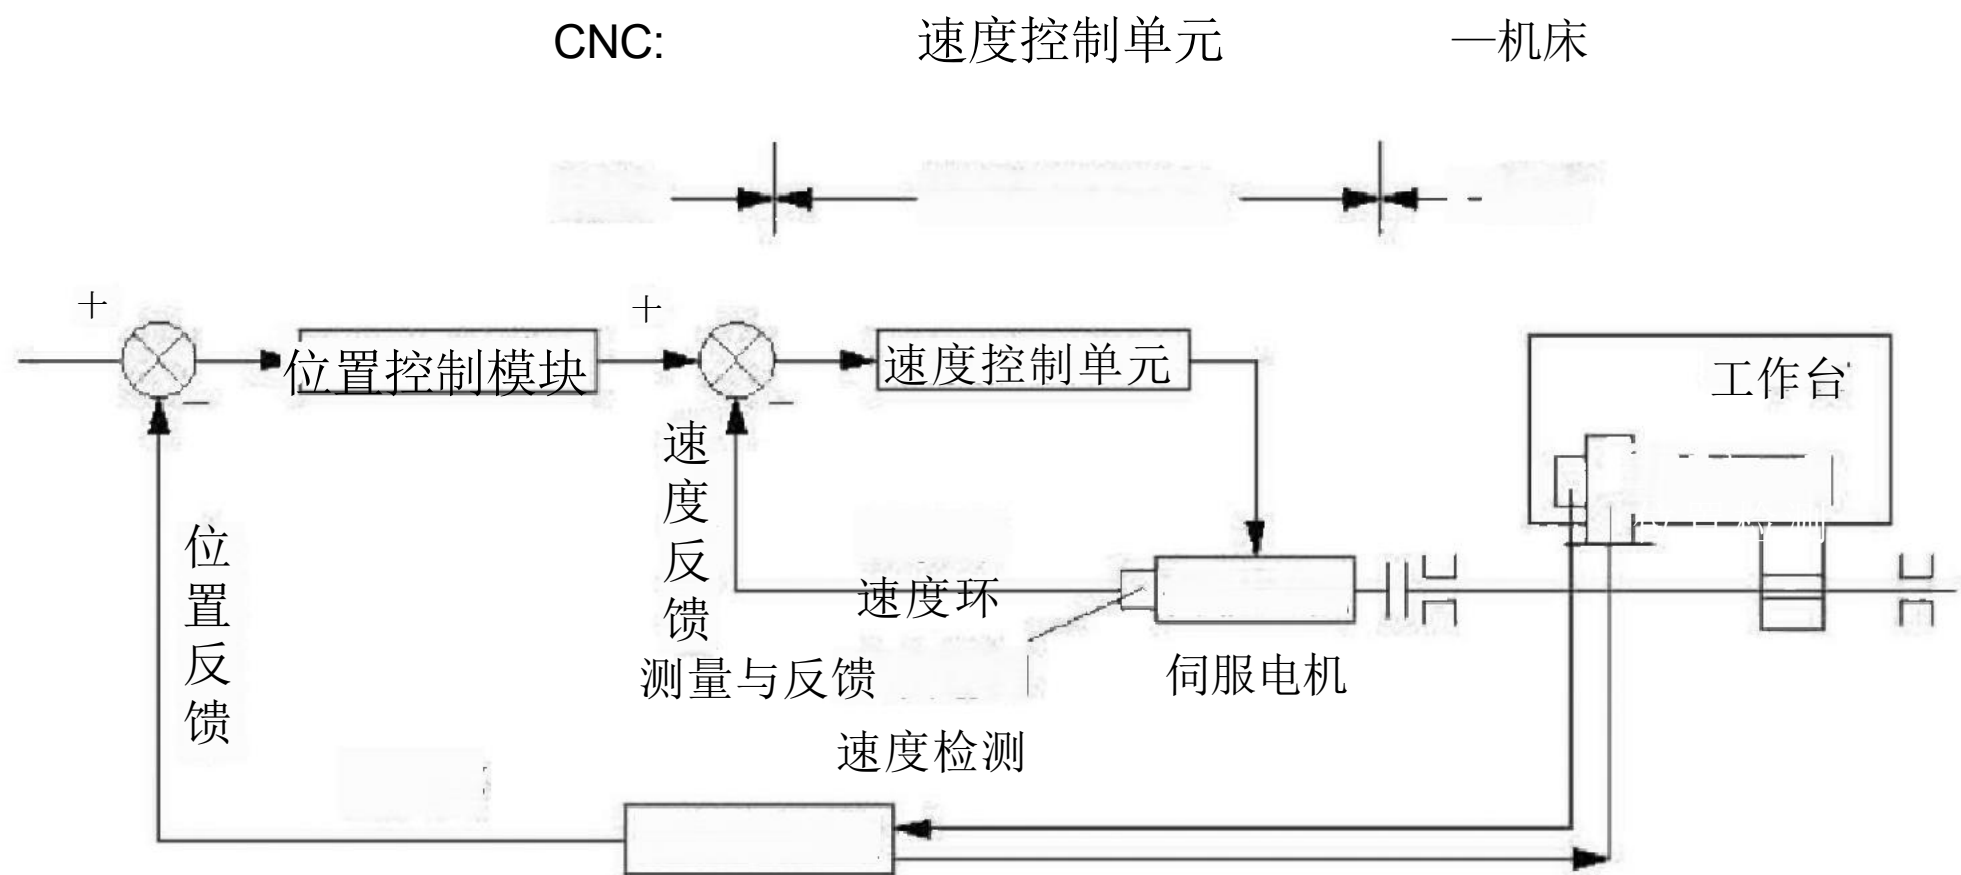 CNC: 速度控制单元 —机床
+ +
位置控制模块 速度控制单元 工作台
— —
速度反馈
位置反馈
速度环
测量与反馈 伺服电机
速度检测